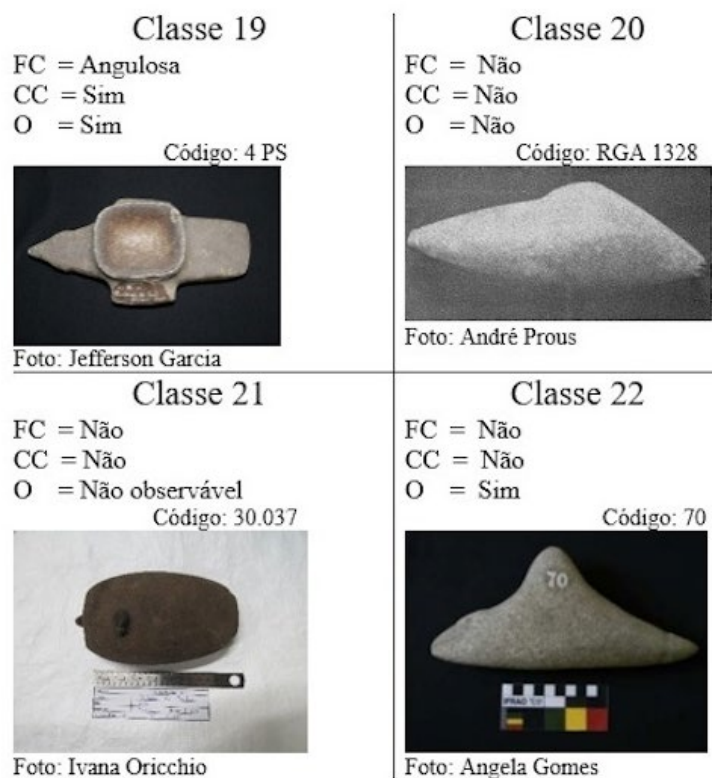 Classe 19
FC = Angulosa
CC = Sim
O = Sim
Código: 4 PS
Foto: Jefferson Garcia
Classe 20
FC = Não
CC = Não
O = Não
Código: RGA 1328
Foto: André Prous
Classe 21
FC = Não
CC = Não
O = Não observável
Código: 30.037
Foto: Ivana Oricchio
Classe 22
FC = Não
CC = Não
O = Sim
Código: 70
70
Foto: Angela Gomes